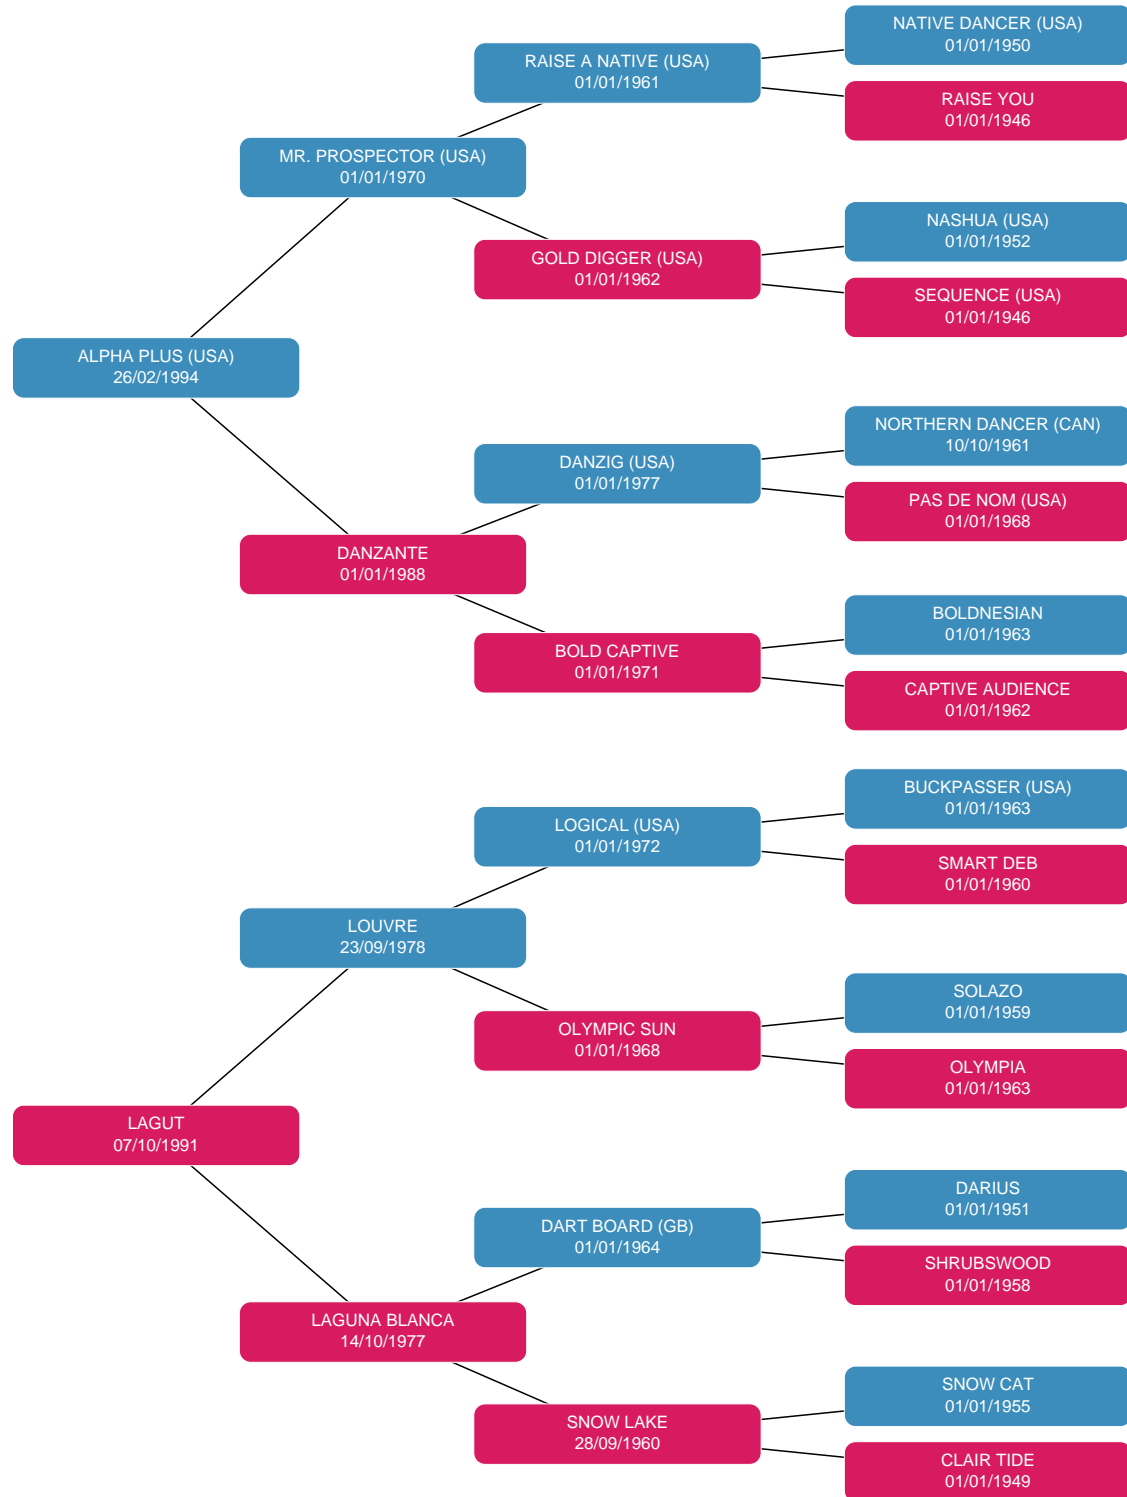 NATIVE DANCER (USA)
01/01/1950
RAISE A NATIVE (USA)
01/01/1961
RAISE YOU
01/01/1946
MR. PROSPECTOR (USA)
01/01/1970
NASHUA (USA)
01/01/1952
GOLD DIGGER (USA)
01/01/1962
SEQUENCE (USA)
01/01/1946
ALPHA PLUS (USA)
26/02/1994
NORTHERN DANCER (CAN)
10/10/1961
DANZIG (USA)
01/01/1977
PAS DE NOM (USA)
01/01/1968
DANZANTE
01/01/1988
BOLDNESIAN
01/01/1963
BOLD CAPTIVE
01/01/1971
CAPTIVE AUDIENCE
01/01/1962
BUCKPASSER (USA)
01/01/1963
LOGICAL (USA)
01/01/1972
SMART DEB
01/01/1960
LOUVRE
23/09/1978
SOLAZO
01/01/1959
OLYMPIC SUN
01/01/1968
OLYMPIA
01/01/1963
LAGUT
07/10/1991
DARIUS
01/01/1951
DART BOARD (GB)
01/01/1964
SHRUBSWOOD
01/01/1958
LAGUNA BLANCA
14/10/1977
SNOW CAT
01/01/1955
SNOW LAKE
28/09/1960
CLAIR TIDE
01/01/1949